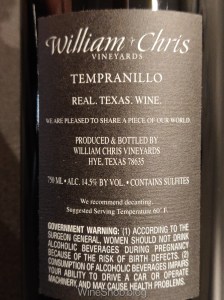 William Chris
VINEYARDS
TEMPRANILLO
REAL. TEXAS. WINE.
WE ARE PLEASED TO SHARE A PIECE OF OUR WORLD.
PRODUCED & BOTTLED BY
WILLIAM CHRIS VINEYARDS
HYE, TEXAS 78635
750 ML • ALC. 14.5% BY VOL. • CONTAINS SULFITES
We recommend decanting.
Suggested Serving Temperature 60° F.
GOVERNMENT WARNING: (1) ACCORDING TO THE
SURGEON GENERAL, WOMEN SHOULD NOT DRINK
ALCOHOLIC BEVERAGES DURING PREGNANCY
BECAUSE OF THE RISK OF BIRTH DEFECTS. (2)
CONSUMPTION OF ALCOHOLIC BEVERAGES IMPAIRS
YOUR ABILITY TO DRIVE A CAR OR OPERATE
MACHINERY, AND MAY CAUSE HEALTH PROBLEMS.